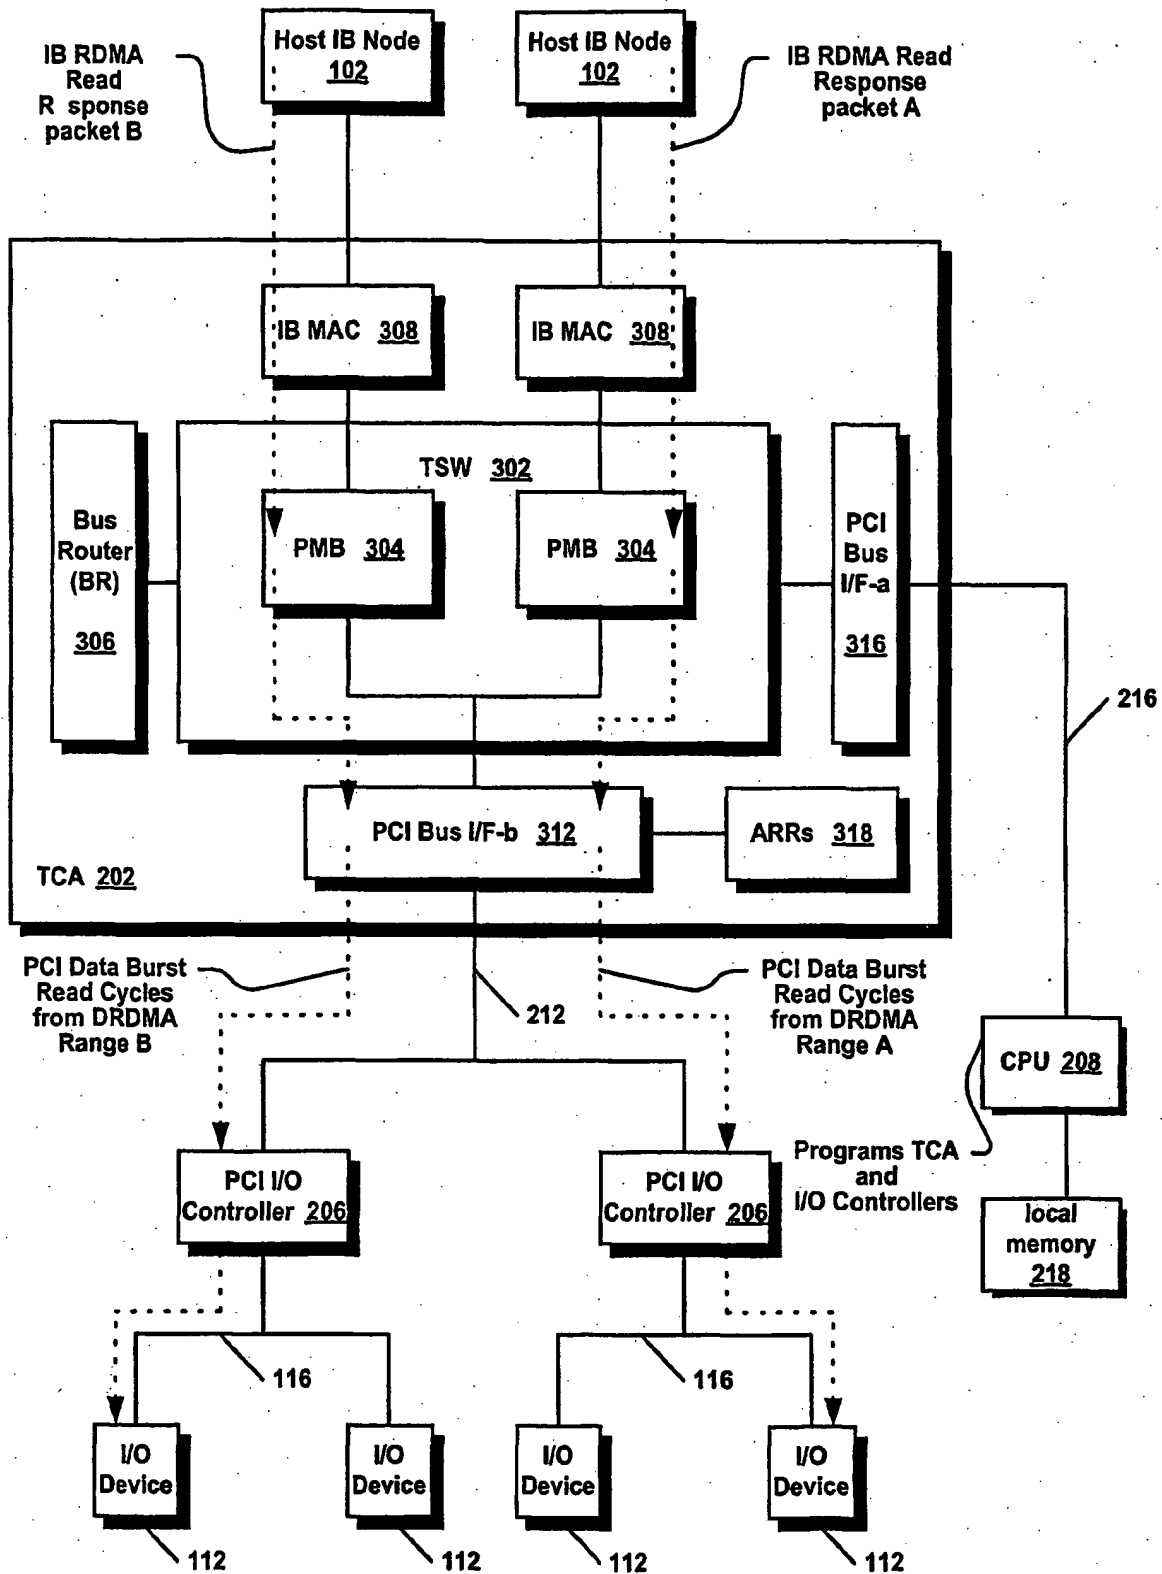 Host IB Node
102
Host IB Node
102
IB RDMA
Read
R sponse
packet B
IB RDMA Read
Response
packet A
IB MAC 308
IB MAC 308
TSW 302
Bus
Router
(BR)
306
PMB 304
PMB 304
PCI
Bus
I/F-a
316
216
PCI Bus I/F-b 312
ARRs 318
TCA 202
PCI Data Burst
Read Cycles
from DRDMA
Range B
212
PCI Data Burst
Read Cycles
from DRDMA
Range A
CPU 208
Programs TCA
and
I/O Controllers
PCI I/O
Controller 206
PCI I/O
Controller 206
local
memory
218
116
116
I/O
Device
I/O
Device
I/O
Device
I/O
Device
112
112
112
112